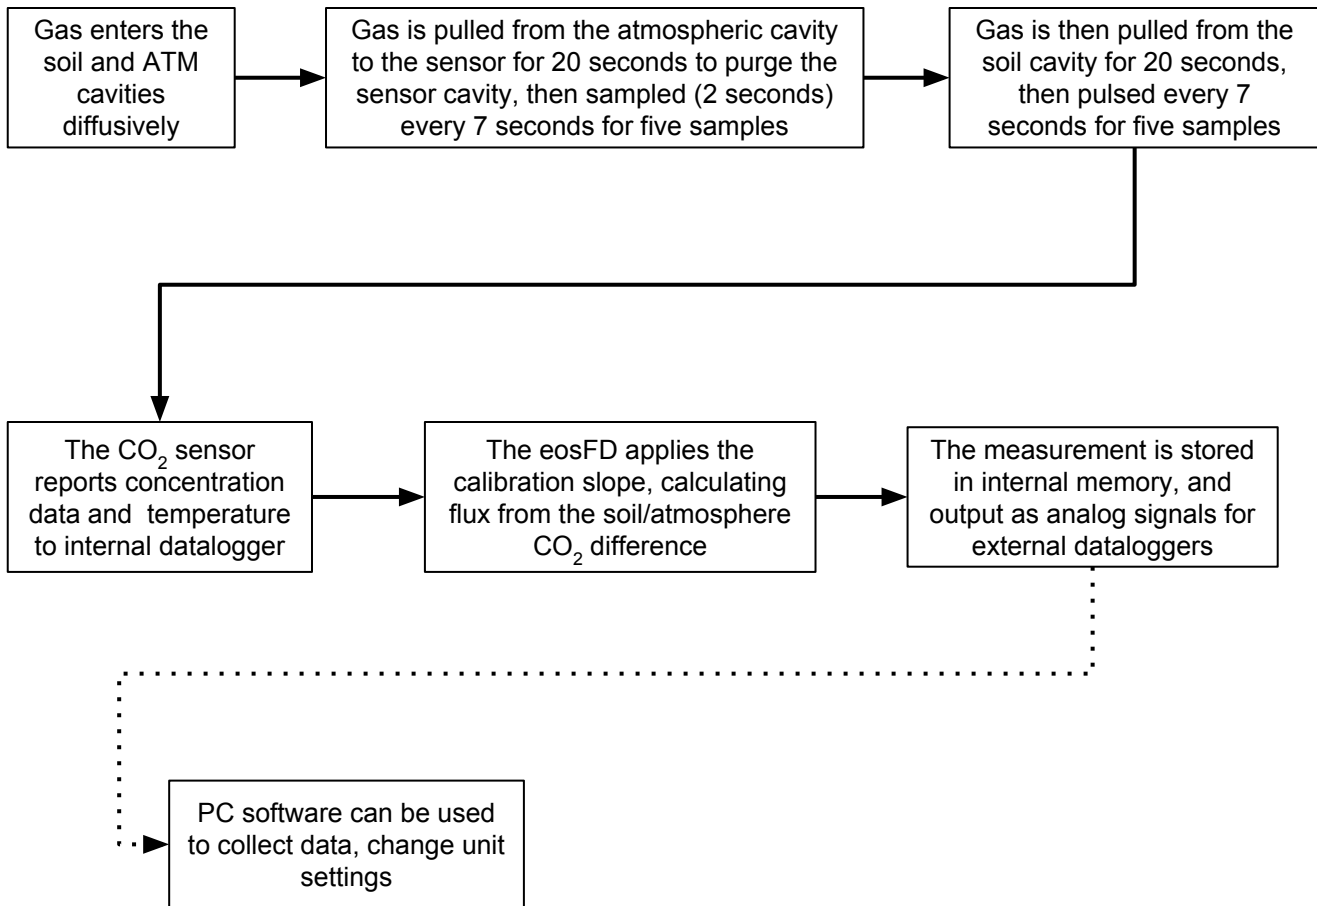 Gas enters the
soil and ATM
cavities
diffusively
Gas is pulled from the atmospheric cavity
to the sensor for 20 seconds to purge the
sensor cavity, then sampled (2 seconds)
every 7 seconds for five samples
Gas is then pulled from the
soil cavity for 20 seconds,
then pulsed every 7
seconds for five samples
The CO₂ sensor
reports concentration
data and temperature
to internal datalogger
The eosFD applies the
calibration slope, calculating
flux from the soil/atmosphere
CO₂ difference
The measurement is stored
in internal memory, and
output as analog signals for
external dataloggers
PC software can be used
to collect data, change unit
settings